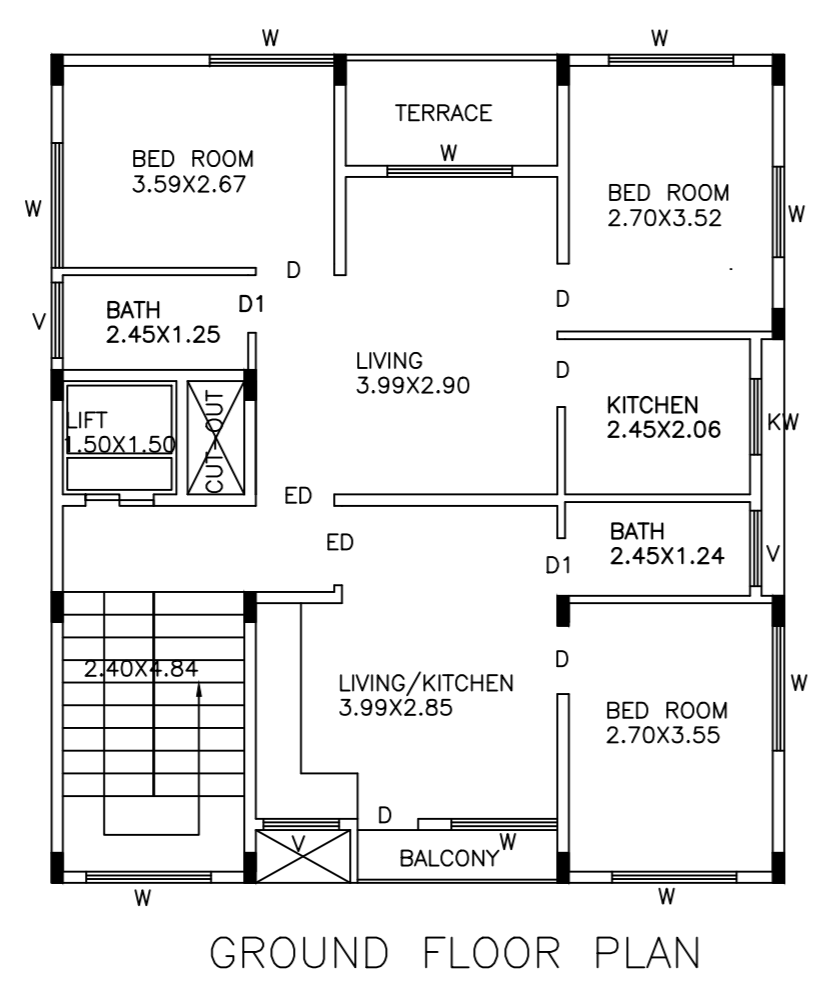 W
W
TERRACE
W
BED ROOM
3.59X2.67
BED ROOM
2.70X3.52
W
W
D
D
BATH
2.45X1.25
D1
V
LIVING
3.99X2.90
D
KITCHEN
2.45X2.06
KW
LIFT
1.50X1.50
CUT-OUT
ED
ED
BATH
2.45X1.24
D1
V
2.40X4.84
D
LIVING/KITCHEN
3.99X2.85
W
BED ROOM
2.70X3.55
D
V
W
BALCONY
W
W
GROUND FLOOR PLAN